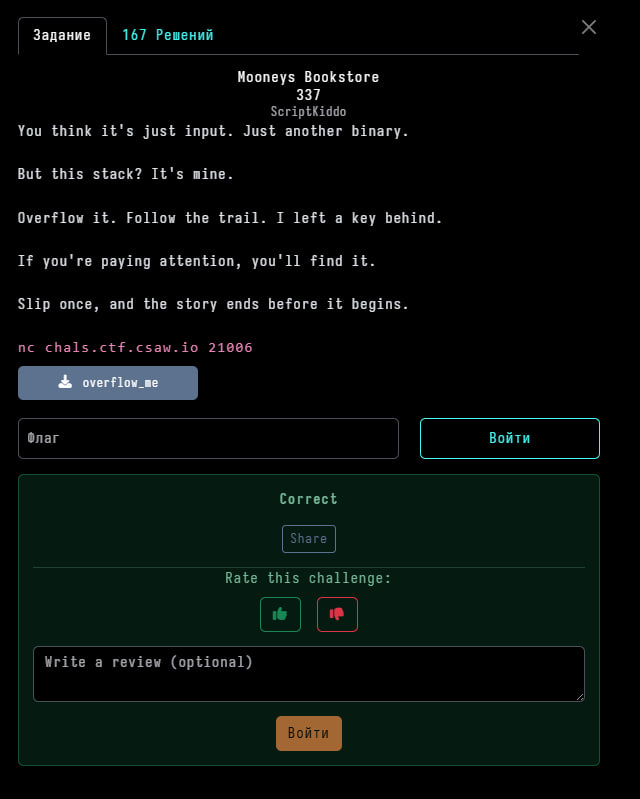 Задание
167 Решений
Mooneys Bookstore
337
ScriptKiddo
You think it's just input. Just another binary.
But this stack? It's mine.
Overflow it. Follow the trail. I left a key behind.
If you're paying attention, you'll find it.
Slip once, and the story ends before it begins.
nc chals.ctf.csaw.io 21006
overflow_me
Флаг
Войти
Correct
Share
Rate this challenge:
Write a review (optional)
Войти